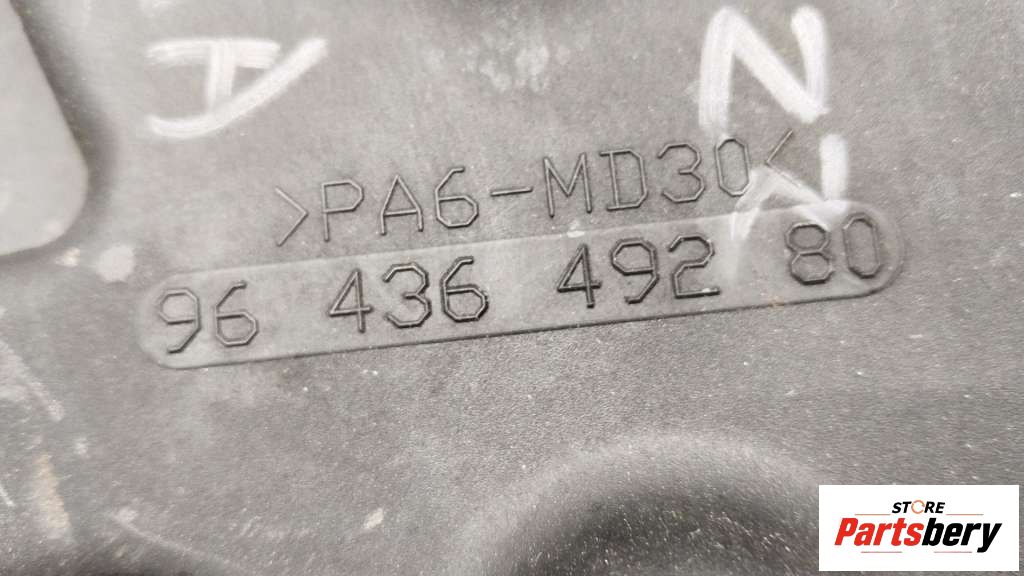 A N
N
>PA6-MD30<
96 436 492 80
STORE
Partsbery